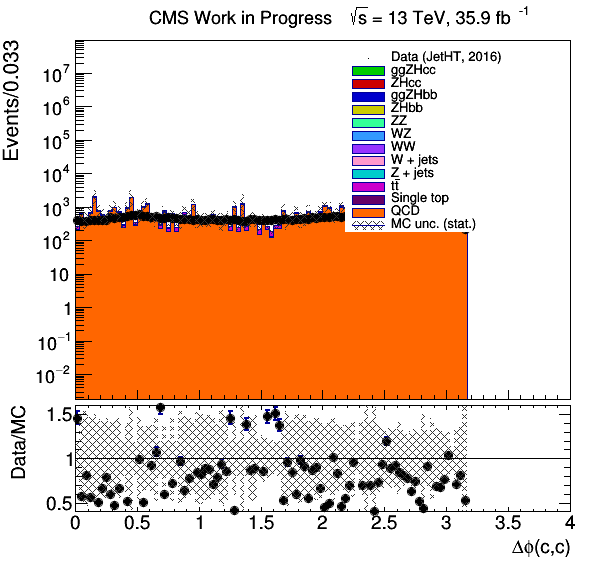 CMS Work in Progress √s = 13 TeV, 35.9 fb⁻¹
Events/0.033
10⁷
10⁶
10⁵
10⁴
10³
10²
10
1
10⁻¹
10⁻²
Data (JetHT, 2016)
ggZHcc
ZHcc
ggZHbb
ZHbb
ZZ
WZ
WW
W + jets
Z + jets
tt̄
Single top
QCD
MC unc. (stat.)
Data/MC
1.5
1
0.5
0 0.5 1 1.5 2 2.5 3 3.5 4
Δϕ(c,c)